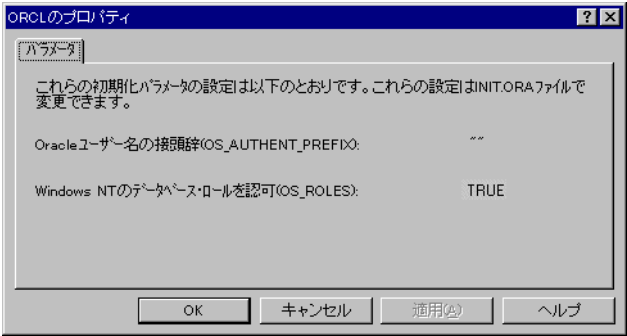 ORCLのプロパティ
パラメータ
これらの初期化パラメータの設定は以下のとおりです。これらの設定はINIT.ORAファイルで
変更できます。
Oracleユーザー名の接頭辞(OS_AUTHENT_PREFIX): ""
Windows NTのデータベース・ロールを認可(OS_ROLES): TRUE
OK キャンセル 適用(A) ヘルプ